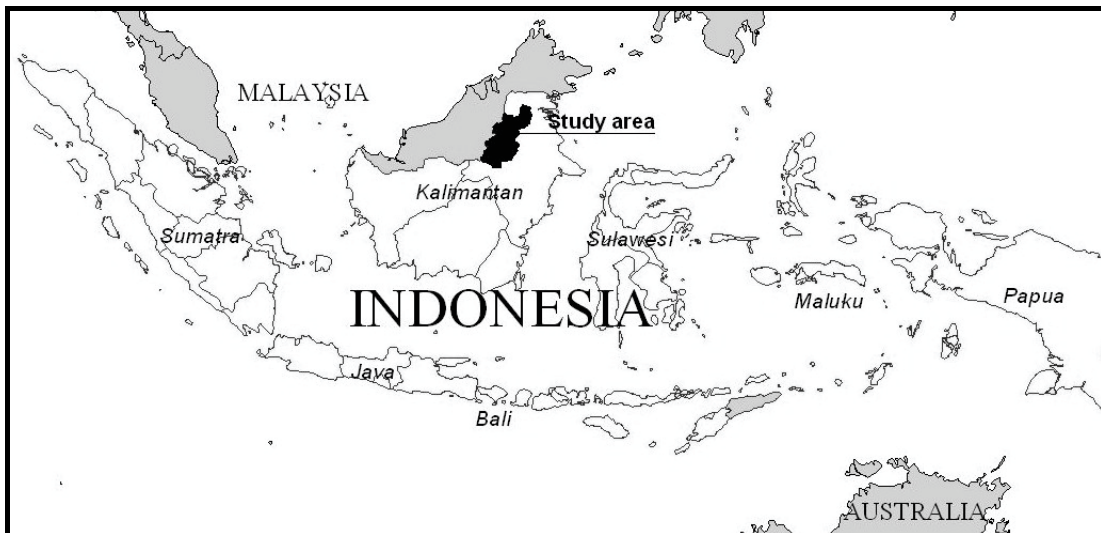 MALAYSIA
Study area
Kalimantan
Sumatra
Sulawesi
INDONESIA
Maluku
Papua
Java
Bali
AUSTRALIA